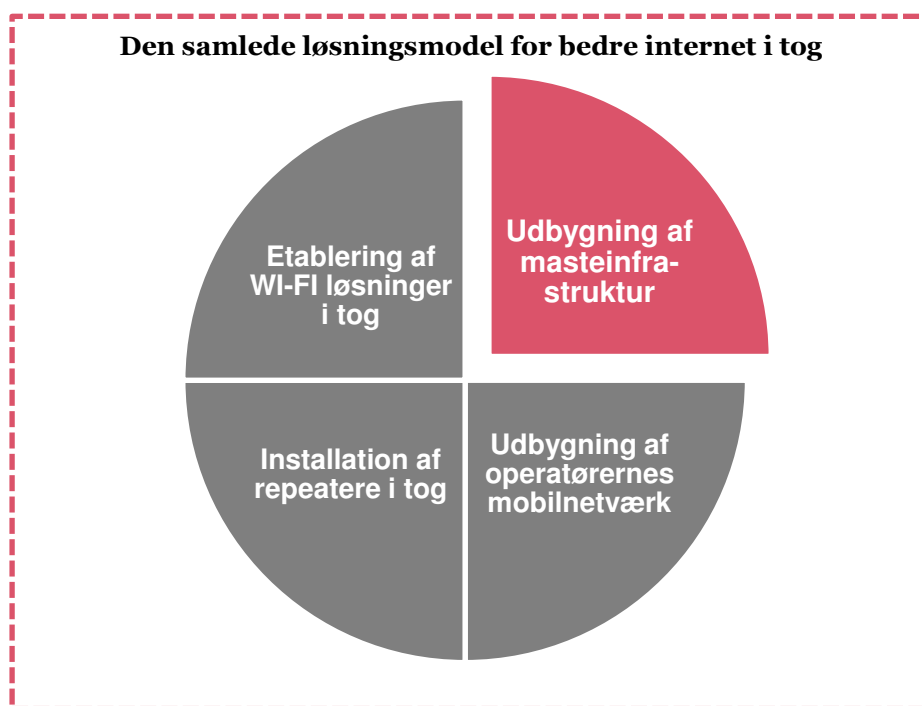 Den samlede løsningsmodel for bedre internet i tog
Etablering af
WI-FI løsninger
i tog
Udbygning af
masteinfra-
struktur
Installation af
repeatere i tog
Udbygning af
operatørernes
mobilnetværk